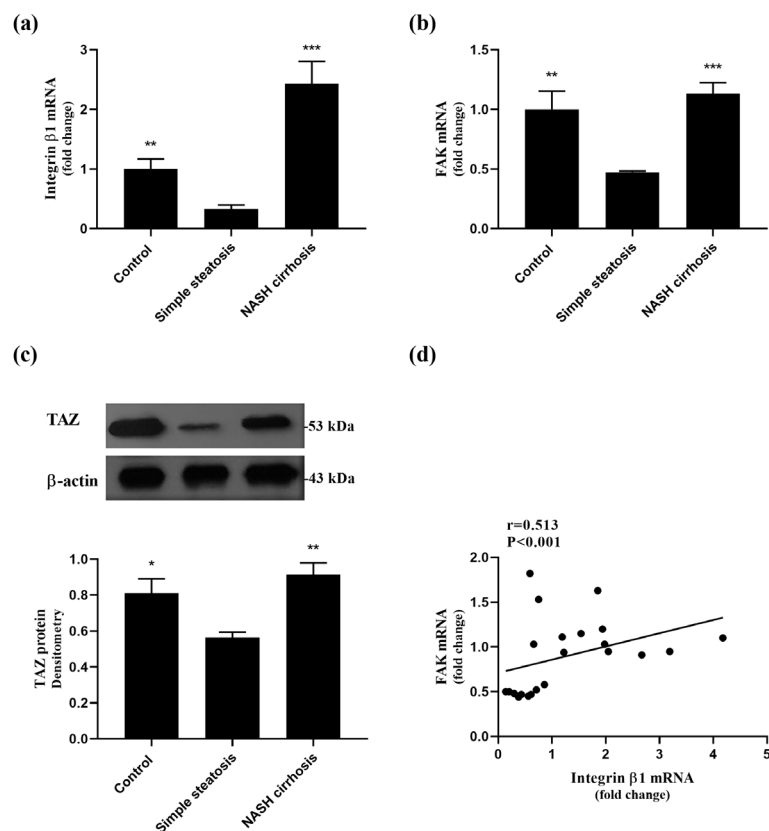 (a)
Integrin β1 mRNA
(fold change)
3
2
1
0
**
***
Control
Simple steatosis
NASH cirrhosis
(b)
FAK mRNA
(fold change)
1.5
1.0
0.5
0.0
**
***
Control
Simple steatosis
NASH cirrhosis
(c)
TAZ
-53 kDa
β-actin
-43 kDa
TAZ protein
Densitometry
1.0
0.8
0.6
0.4
0.2
0.0
*
**
Control
Simple steatosis
NASH cirrhosis
(d)
r=0.513
P<0.001
FAK mRNA
(fold change)
2.0
1.5
1.0
0.5
0.0
0 1 2 3 4 5
Integrin β1 mRNA
(fold change)